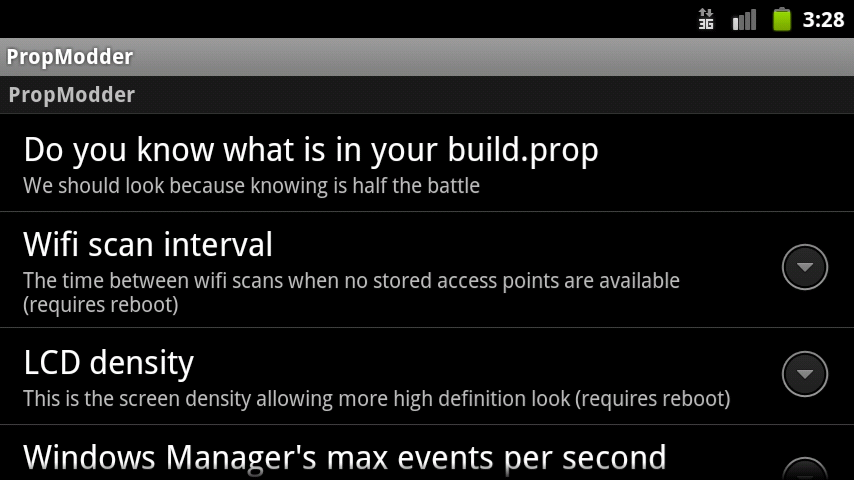 3G 3:28
PropModder
PropModder
Do you know what is in your build.prop
We should look because knowing is half the battle
Wifi scan interval
The time between wifi scans when no stored access points are available
(requires reboot)
LCD density
This is the screen density allowing more high definition look (requires reboot)
Windows Manager's max events per second